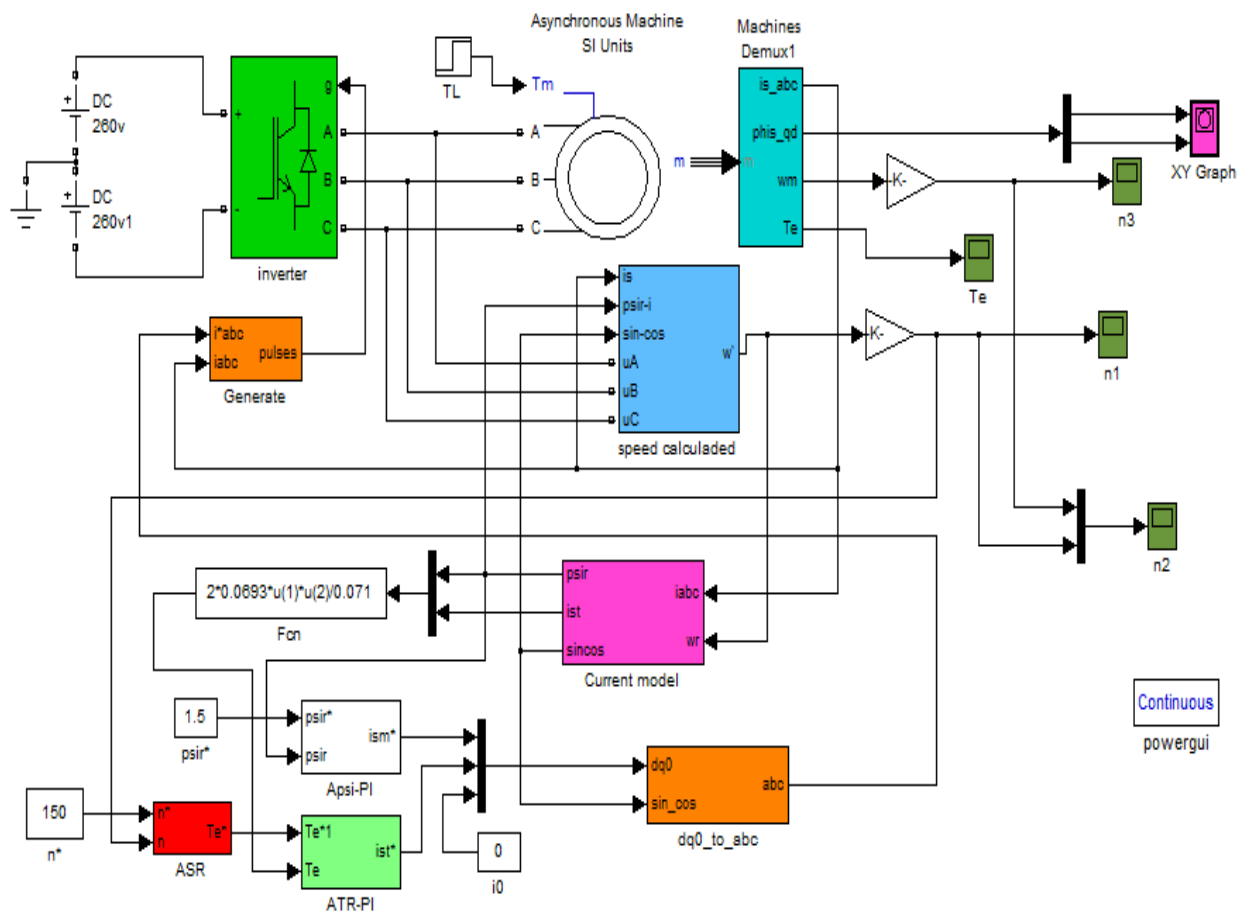 Asynchronous Machine
SI Units
Machines
Demux1
DC
260v
DC
260v1
+
+
+
-
g
A
B
C
inverter
TL
Tm
A
B
C
m
m
is_abc
phis_qd
wm
Te
-K-
XY Graph
n3
Te
i*abc
iabc
pulses
Generate
is
psir-i
sin-cos
uA
uB
uC
w'
speed calculaded
-K-
n1
n2
2*0.0693*u(1)*u(2)/0.071
Fcn
psir
ist
sincos
iabc
wr
Current model
1.5
psir*
psir*
psir
ism*
Apsi-PI
Continuous
powergui
dq0
sin_cos
abc
dq0_to_abc
150
n*
n*
n
Te*
ASR
Te*1
Te
ist*
ATR-PI
0
i0